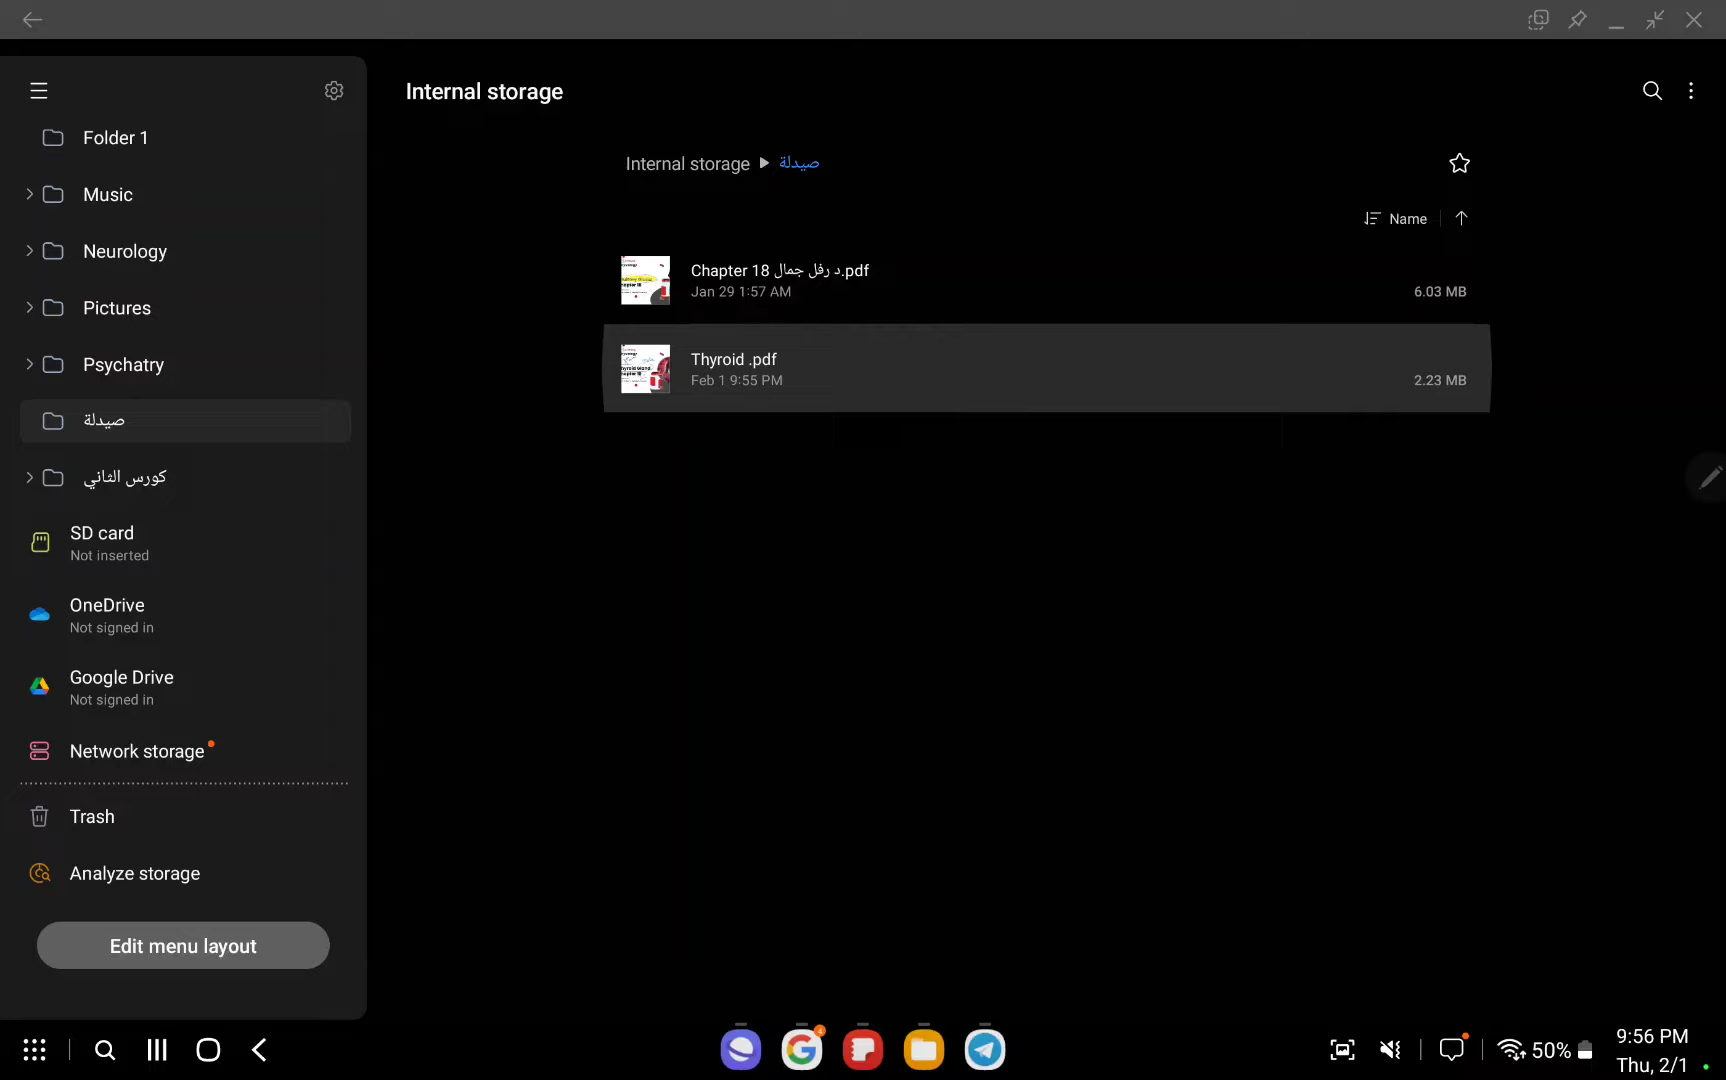 Folder 1
Music
Neurology
Pictures
Psychatry
صيدلة
كورس الثاني
SD card
Not inserted
OneDrive
Not signed in
Google Drive
Not signed in
Network storage
Trash
Analyze storage
Edit menu layout
Internal storage
Internal storage صيدلة
Name
Chapter 18 د رفل جمال.pdf
Jan 29 1:57 AM 6.03 MB
Thyroid .pdf
Feb 1 9:55 PM 2.23 MB
4
50%
9:56 PM
Thu, 2/1